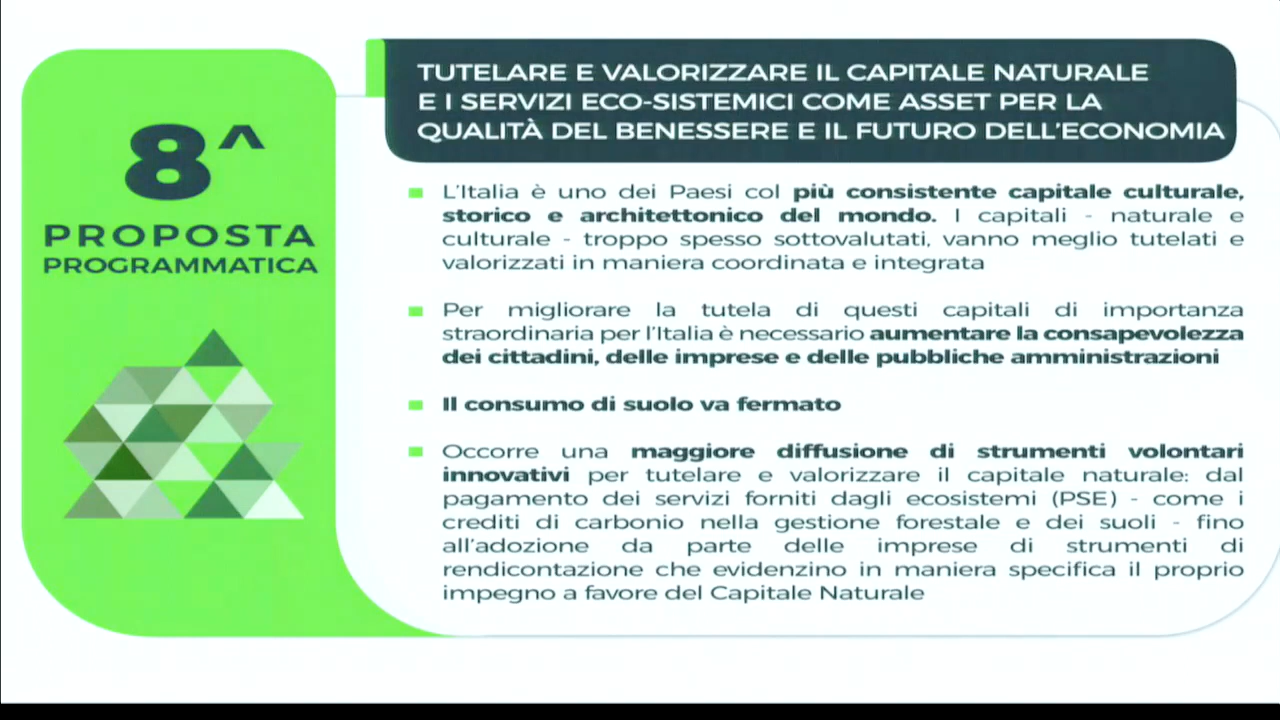 8^
PROPOSTA
PROGRAMMATICA
TUTELARE E VALORIZZARE IL CAPITALE NATURALE
E I SERVIZI ECO-SISTEMICI COME ASSET PER LA
QUALITÀ DEL BENESSERE E IL FUTURO DELL'ECONOMIA
L'Italia è uno dei Paesi col più consistente capitale culturale,
storico e architettonico del mondo. I capitali - naturale e
culturale - troppo spesso sottovalutati, vanno meglio tutelati e
valorizzati in maniera coordinata e integrata
Per migliorare la tutela di questi capitali di importanza
straordinaria per l'Italia è necessario aumentare la consapevolezza
dei cittadini, delle imprese e delle pubbliche amministrazioni
Il consumo di suolo va fermato
Occorre una maggiore diffusione di strumenti volontari
innovativi per tutelare e valorizzare il capitale naturale: dal
pagamento dei servizi forniti dagli ecosistemi (PSE) - come i
crediti di carbonio nella gestione forestale e dei suoli - fino
all'adozione da parte delle imprese di strumenti di
rendicontazione che evidenzino in maniera specifica il proprio
impegno a favore del Capitale Naturale